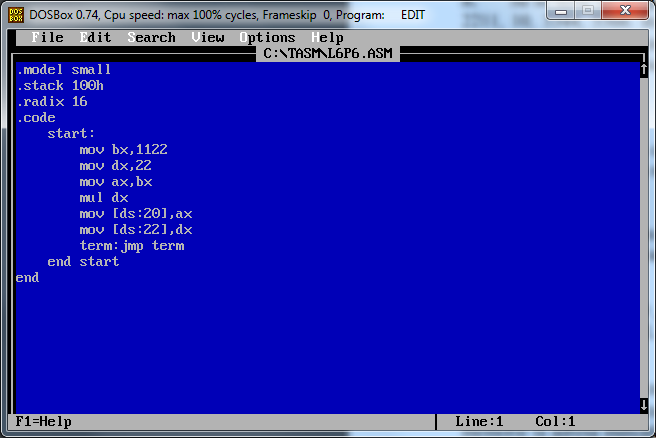 DOSBox 0.74, Cpu speed: max 100% cycles, Frameskip 0, Program: EDIT
File Edit Search View Options Help
C:\TASM\L6P6.ASM
.model small
.stack 100h
.radix 16
.code
start:
mov bx,1122
mov dx,22
mov ax,bx
mul dx
mov [ds:20],ax
mov [ds:22],dx
term:jmp term
end start
end
F1=Help Line:1 Col:1